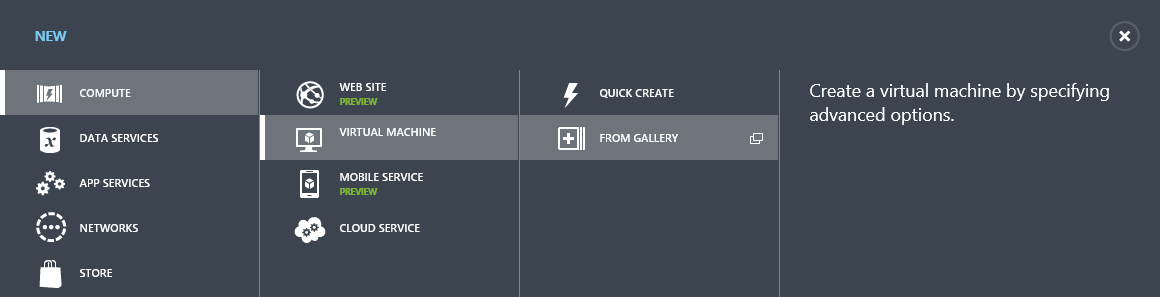 NEW
COMPUTE
DATA SERVICES
APP SERVICES
NETWORKS
STORE
WEB SITE
PREVIEW
VIRTUAL MACHINE
MOBILE SERVICE
PREVIEW
CLOUD SERVICE
QUICK CREATE
FROM GALLERY
Create a virtual machine by specifying
advanced options.